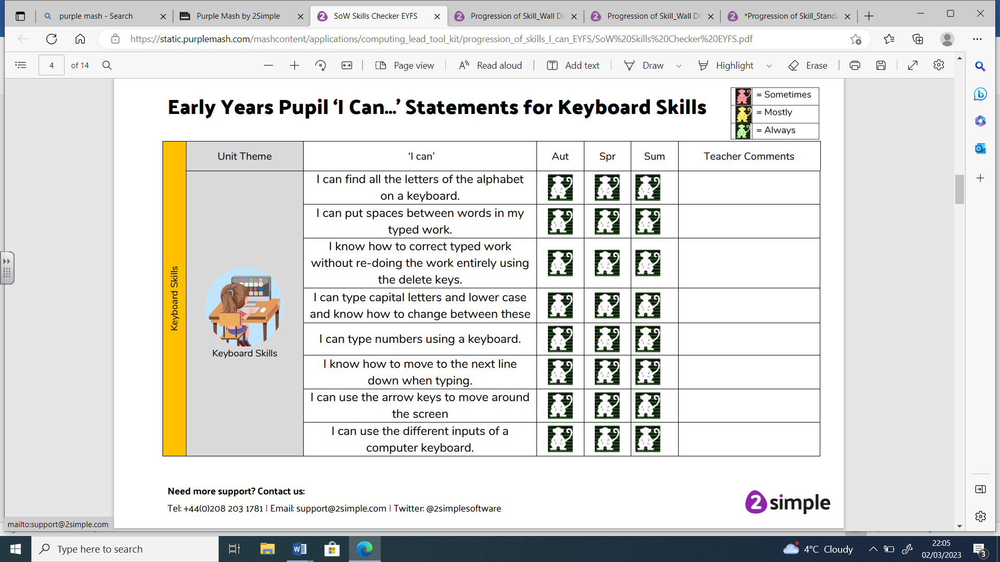 purple mash - Search
Purple Mash by 2Simple
SoW Skills Checker EYFS
Progression of Skill_Wall Di
Progression of Skill_Wall Di
*Progression of Skill_Standa
https://static.purplemash.com/mashcontent/applications/computing_lead_tool_kit/progression_of_skills_I_can_EYFS/SoW%20Skills%20Checker%20EYFS.pdf
4 of 14
Page view
Read aloud
Add text
Draw
Highlight
Erase
Early Years Pupil ‘I Can...’ Statements for Keyboard Skills
= Sometimes
= Mostly
= Always
Unit Theme
‘I can’
Aut
Spr
Sum
Teacher Comments
Keyboard Skills
Keyboard Skills
I can find all the letters of the alphabet
on a keyboard.
I can put spaces between words in my
typed work.
I know how to correct typed work
without re-doing the work entirely using
the delete keys.
I can type capital letters and lower case
and know how to change between these
I can type numbers using a keyboard.
I know how to move to the next line
down when typing.
I can use the arrow keys to move around
the screen
I can use the different inputs of a
computer keyboard.
Need more support? Contact us:
Tel: +44(0)208 203 1781 | Email: support@2simple.com | Twitter: @2simplesoftware
2simple
mailto:support@2simple.com
Type here to search
4°C Cloudy
22:05
02/03/2023
3